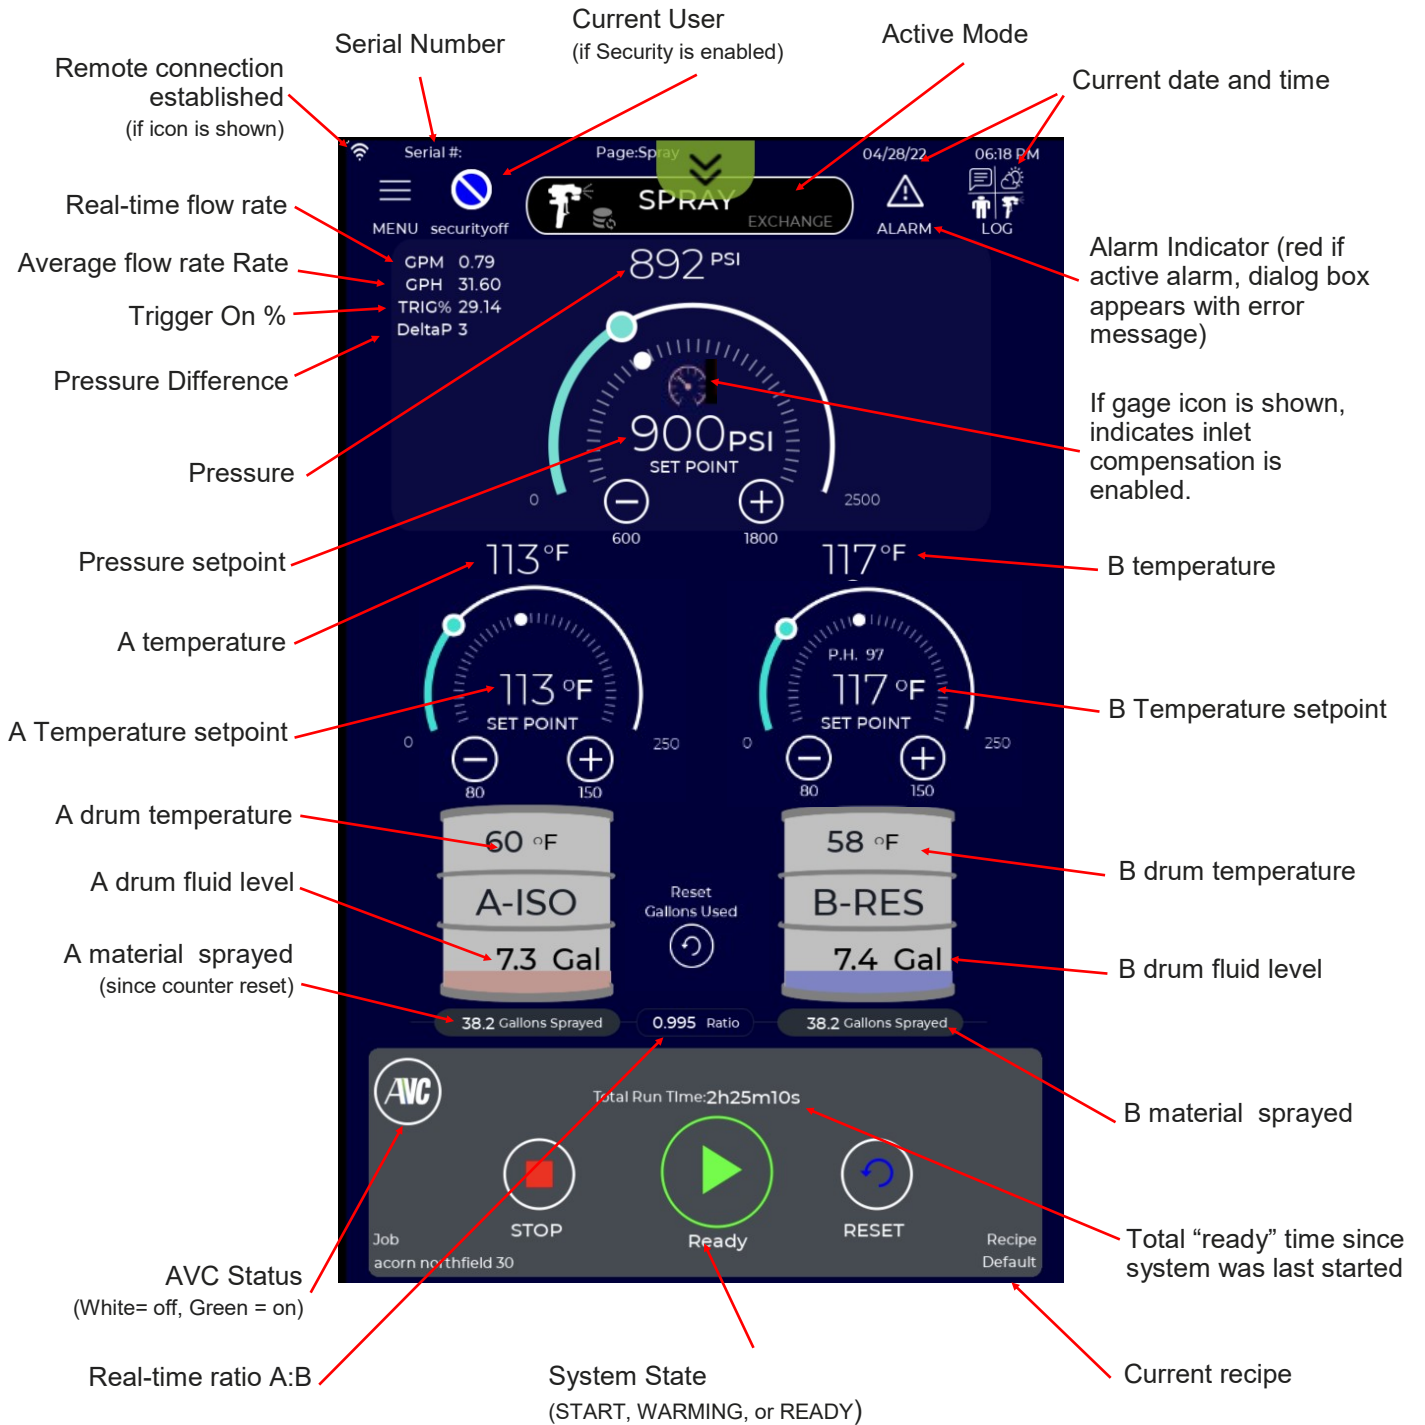 Current User
(if Security is enabled)
Serial Number
Active Mode
Remote connection
established
(if icon is shown)
Current date and time
Serial #:
Page:Spray
04/28/22
06:18 PM
SPRAY
EXCHANGE
MENU
securityoff
ALARM
LOG
Real-time flow rate
Average flow rate Rate
Trigger On %
Pressure Difference
GPM 0.79
GPH 31.60
TRIG% 29.14
DeltaP 3
892 PSI
Alarm Indicator (red if
active alarm, dialog box
appears with error
message)
If gage icon is shown,
indicates inlet
compensation is
enabled.
Pressure
900 PSI
SET POINT
0
2500
600
1800
Pressure setpoint
113 °F
117 °F
B temperature
A temperature
P.H. 97
113 °F
SET POINT
117 °F
SET POINT
A Temperature setpoint
B Temperature setpoint
0
250
0
250
80
150
80
150
A drum temperature
60 °F
58 °F
B drum temperature
A drum fluid level
A-ISO
Reset
Gallons Used
B-RES
A material sprayed
(since counter reset)
7.3 Gal
7.4 Gal
B drum fluid level
38.2 Gallons Sprayed
0.995 Ratio
38.2 Gallons Sprayed
AVC
Total Run TIme:2h25m10s
B material sprayed
STOP
Ready
RESET
Job
acorn northfield 30
Recipe
Default
Total “ready” time since
system was last started
AVC Status
(White= off, Green = on)
Real-time ratio A:B
System State
(START, WARMING, or READY)
Current recipe